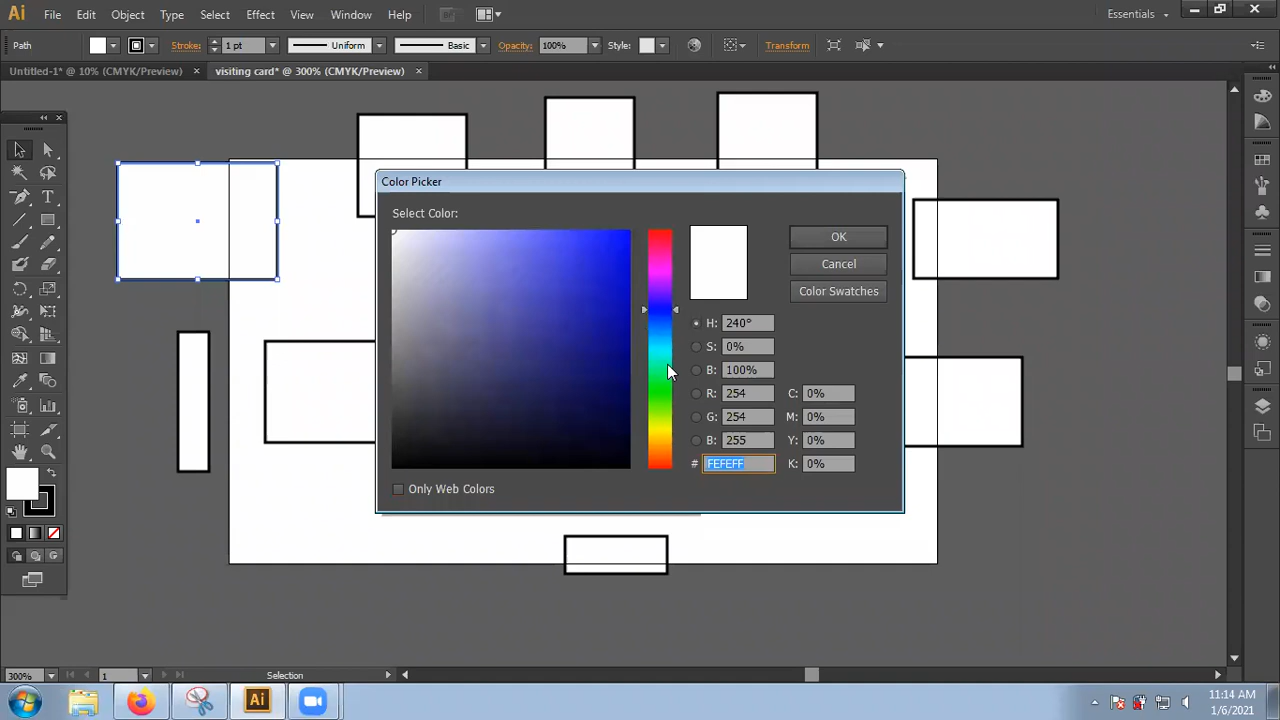 Ai File Edit Object Type Select Effect View Window Help Essentials
Path Stroke: 1 pt Uniform Basic Opacity: 100% Style: Transform
Untitled-1* @ 10% (CMYK/Preview) × visiting card* @ 300% (CMYK/Preview) ×
Color Picker
Select Color:
OK
Cancel
Color Swatches
H: 240°
S: 0%
B: 100%
R: 254 C: 0%
G: 254 M: 0%
B: 255 Y: 0%
# FEFEFF K: 0%
Only Web Colors
T
300% 1 Selection
Ai
11:14 AM
1/6/2021